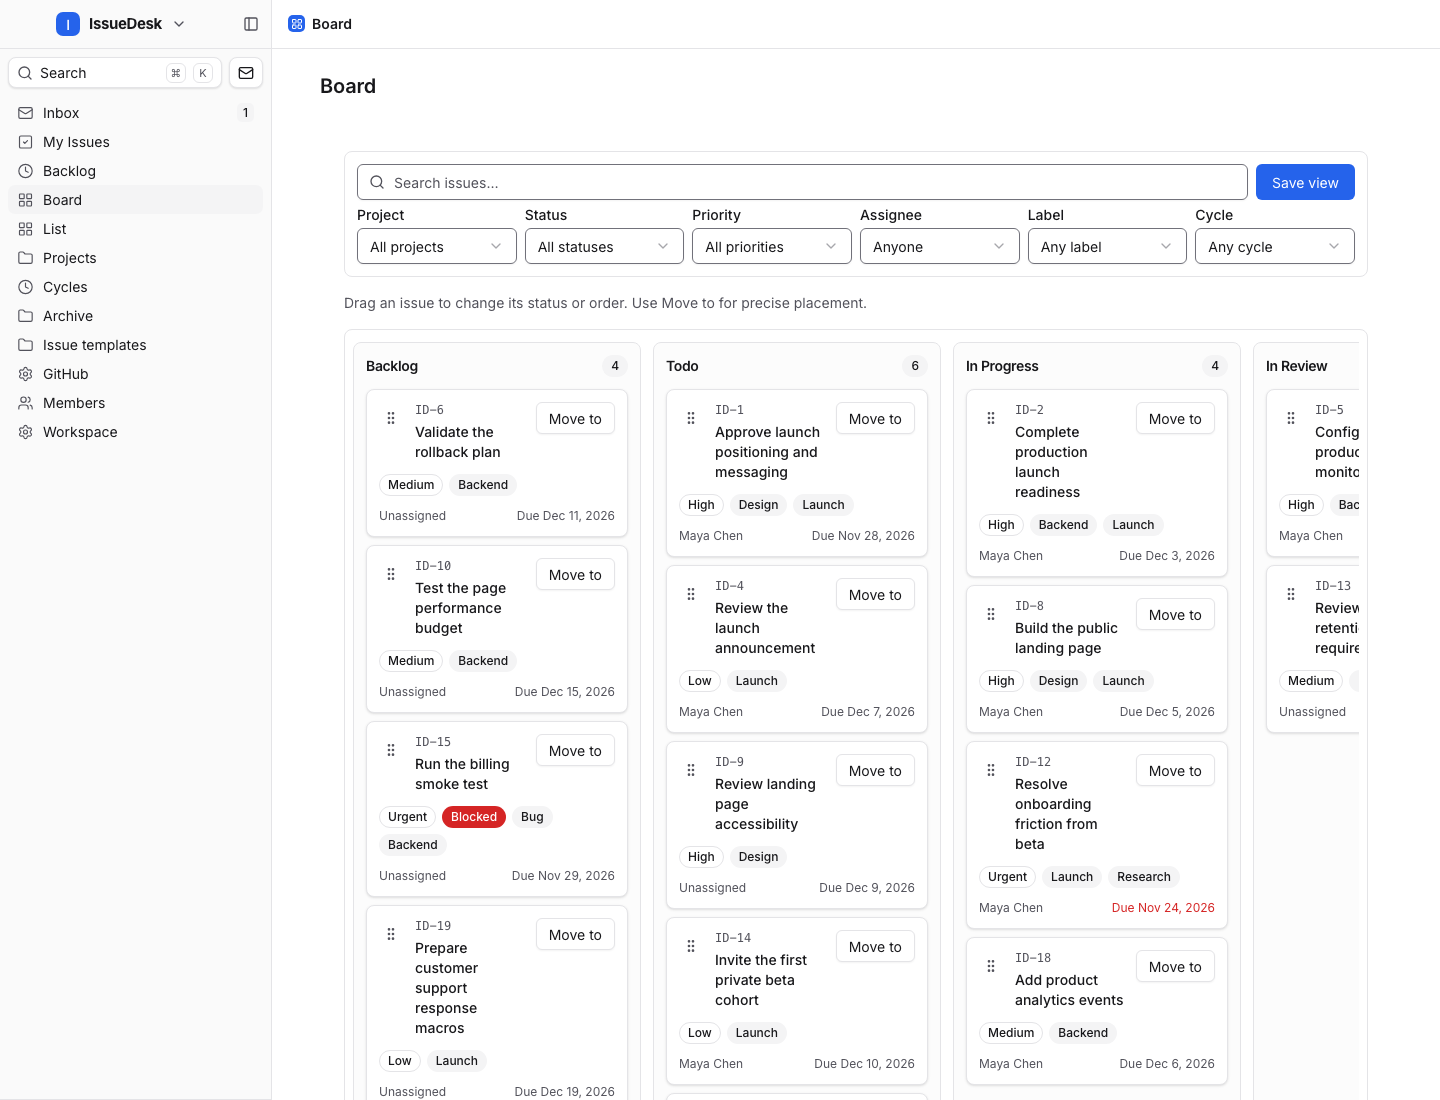 I IssueDesk
Board
Search ⌘ K
Inbox 1
My Issues
Backlog
Board
List
Projects
Cycles
Archive
Issue templates
GitHub
Members
Workspace
Board
Search issues...
Save view
Project Status Priority Assignee Label Cycle
All projects All statuses All priorities Anyone Any label Any cycle
Drag an issue to change its status or order. Use Move to for precise placement.
Backlog 4
ID-6
Move to
Validate the
rollback plan
Medium Backend
Unassigned Due Dec 11, 2026
ID-10
Move to
Test the page
performance
budget
Medium Backend
Unassigned Due Dec 15, 2026
ID-15
Move to
Run the billing
smoke test
Urgent Blocked Bug
Backend
Unassigned Due Nov 29, 2026
ID-19
Move to
Prepare
customer
support
response
macros
Low Launch
Unassigned Due Dec 19, 2026
Todo 6
ID-1
Move to
Approve launch
positioning and
messaging
High Design Launch
Maya Chen Due Nov 28, 2026
ID-4
Move to
Review the
launch
announcement
Low Launch
Maya Chen Due Dec 7, 2026
ID-9
Move to
Review landing
page
accessibility
High Design
Unassigned Due Dec 9, 2026
ID-14
Move to
Invite the first
private beta
cohort
Low Launch
Maya Chen Due Dec 10, 2026
In Progress 4
ID-2
Move to
Complete
production
launch
readiness
High Backend Launch
Maya Chen Due Dec 3, 2026
ID-8
Move to
Build the public
landing page
High Design Launch
Maya Chen Due Dec 5, 2026
ID-12
Move to
Resolve
onboarding
friction from
beta
Urgent Launch Research
Maya Chen Due Nov 24, 2026
ID-18
Move to
Add product
analytics events
Medium Backend
Maya Chen Due Dec 6, 2026
In Review
ID-5
High
Maya Chen
ID-13
Review
Medium
Unassigned